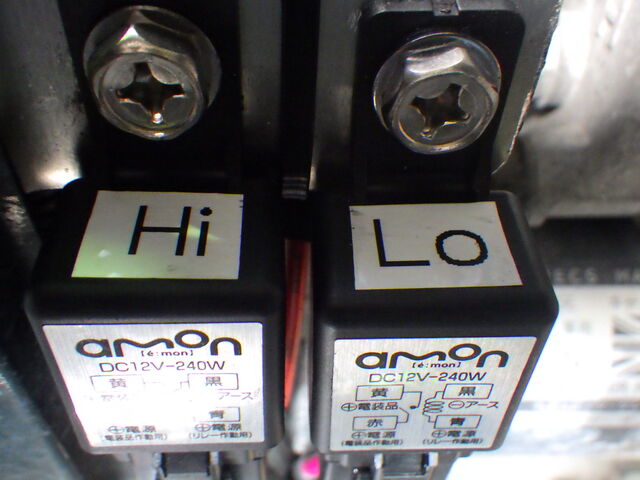 Hi
Lo
amon
[é:mon]
DC12V-240W
黄 黒
アース
青
⊕電源 ⊕電源
(電装品作動用) (リレー作動用)
amon
[é:mon]
DC12V-240W
黄 黒
⊕電装品 ⊖アース
赤 青
⊕電源 ⊕電源
(電装品作動用) (リレー作動用)